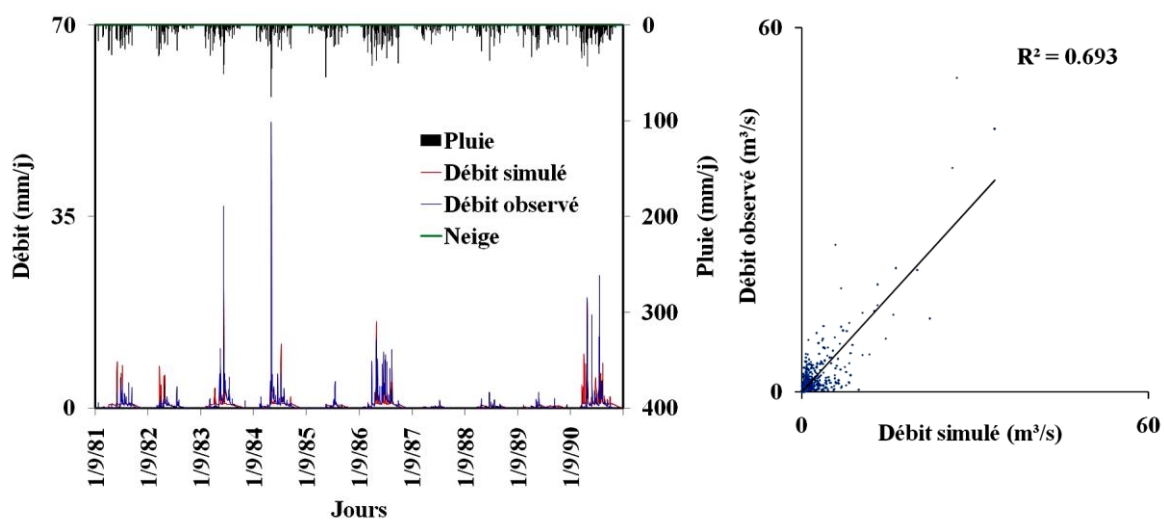 70
35
0
Débit (mm/j)
0
100
200
300
400
Pluie (mm/j)
Pluie
Débit simulé
Débit observé
Neige
1/9/81
1/9/82
1/9/83
1/9/84
1/9/85
1/9/86
1/9/87
1/9/88
1/9/89
1/9/90
Jours
60
0
Débit observé (m³/s)
R² = 0.693
0
60
Débit simulé (m³/s)